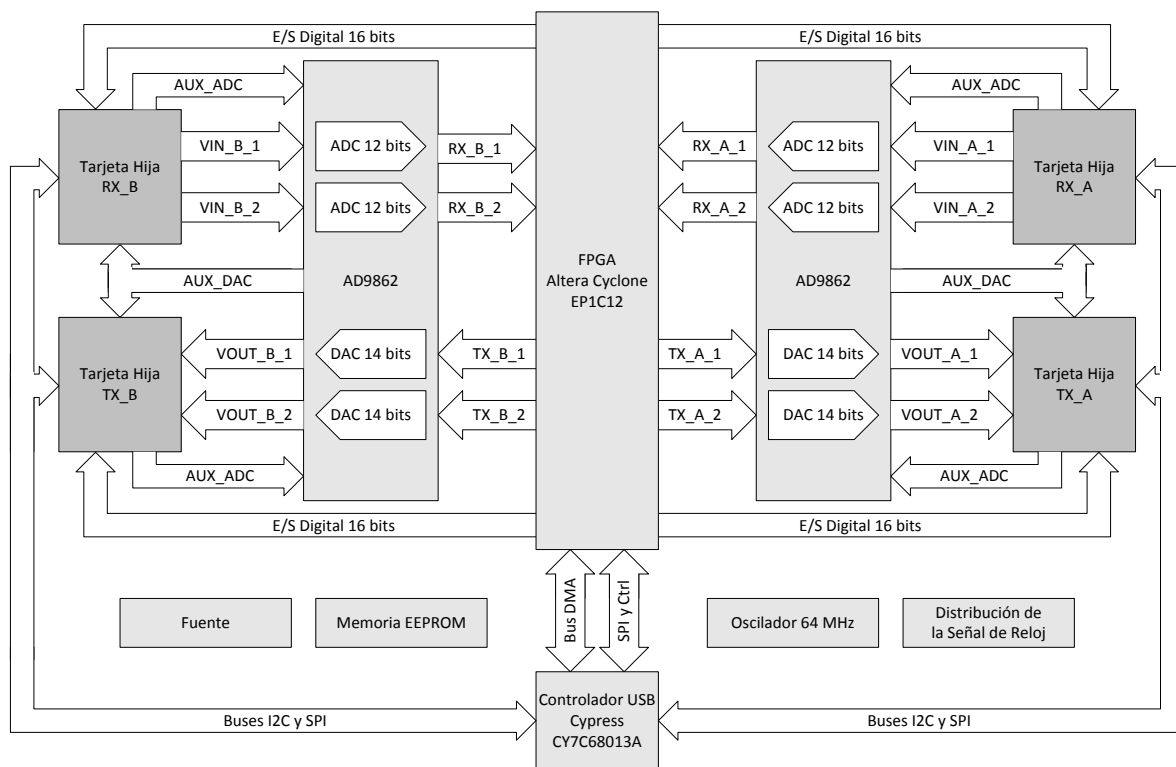 E/S Digital 16 bits
E/S Digital 16 bits
AUX_ADC
AUX_ADC
Tarjeta Hija
RX_B
VIN_B_1
VIN_B_2
ADC 12 bits
ADC 12 bits
RX_B_1
RX_B_2
RX_A_1
RX_A_2
ADC 12 bits
ADC 12 bits
VIN_A_1
VIN_A_2
Tarjeta Hija
RX_A
AUX_DAC
AD9862
FPGA
Altera Cyclone
EP1C12
AD9862
AUX_DAC
Tarjeta Hija
TX_B
VOUT_B_1
VOUT_B_2
DAC 14 bits
DAC 14 bits
TX_B_1
TX_B_2
TX_A_1
TX_A_2
DAC 14 bits
DAC 14 bits
VOUT_A_1
VOUT_A_2
Tarjeta Hija
TX_A
AUX_ADC
AUX_ADC
E/S Digital 16 bits
E/S Digital 16 bits
Bus DMA
SPI y Ctrl
Fuente
Memoria EEPROM
Oscilador 64 MHz
Distribución de
la Señal de Reloj
Buses I2C y SPI
Controlador USB
Cypress
CY7C68013A
Buses I2C y SPI